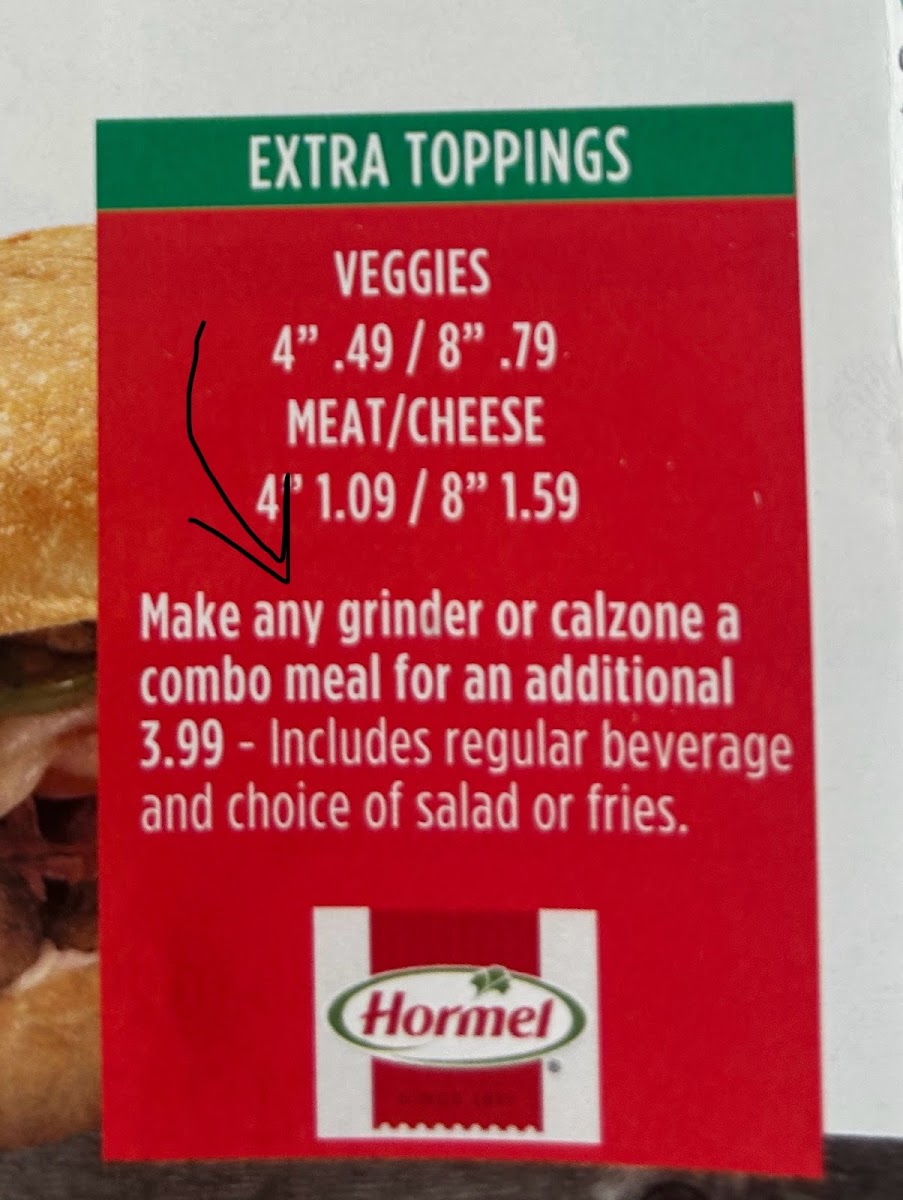 EXTRA TOPPINGS
VEGGIES
4” .49 / 8” .79
MEAT/CHEESE
4” 1.09 / 8” 1.59
Make any grinder or calzone a
combo meal for an additional
3.99 - Includes regular beverage
and choice of salad or fries.
Hormel